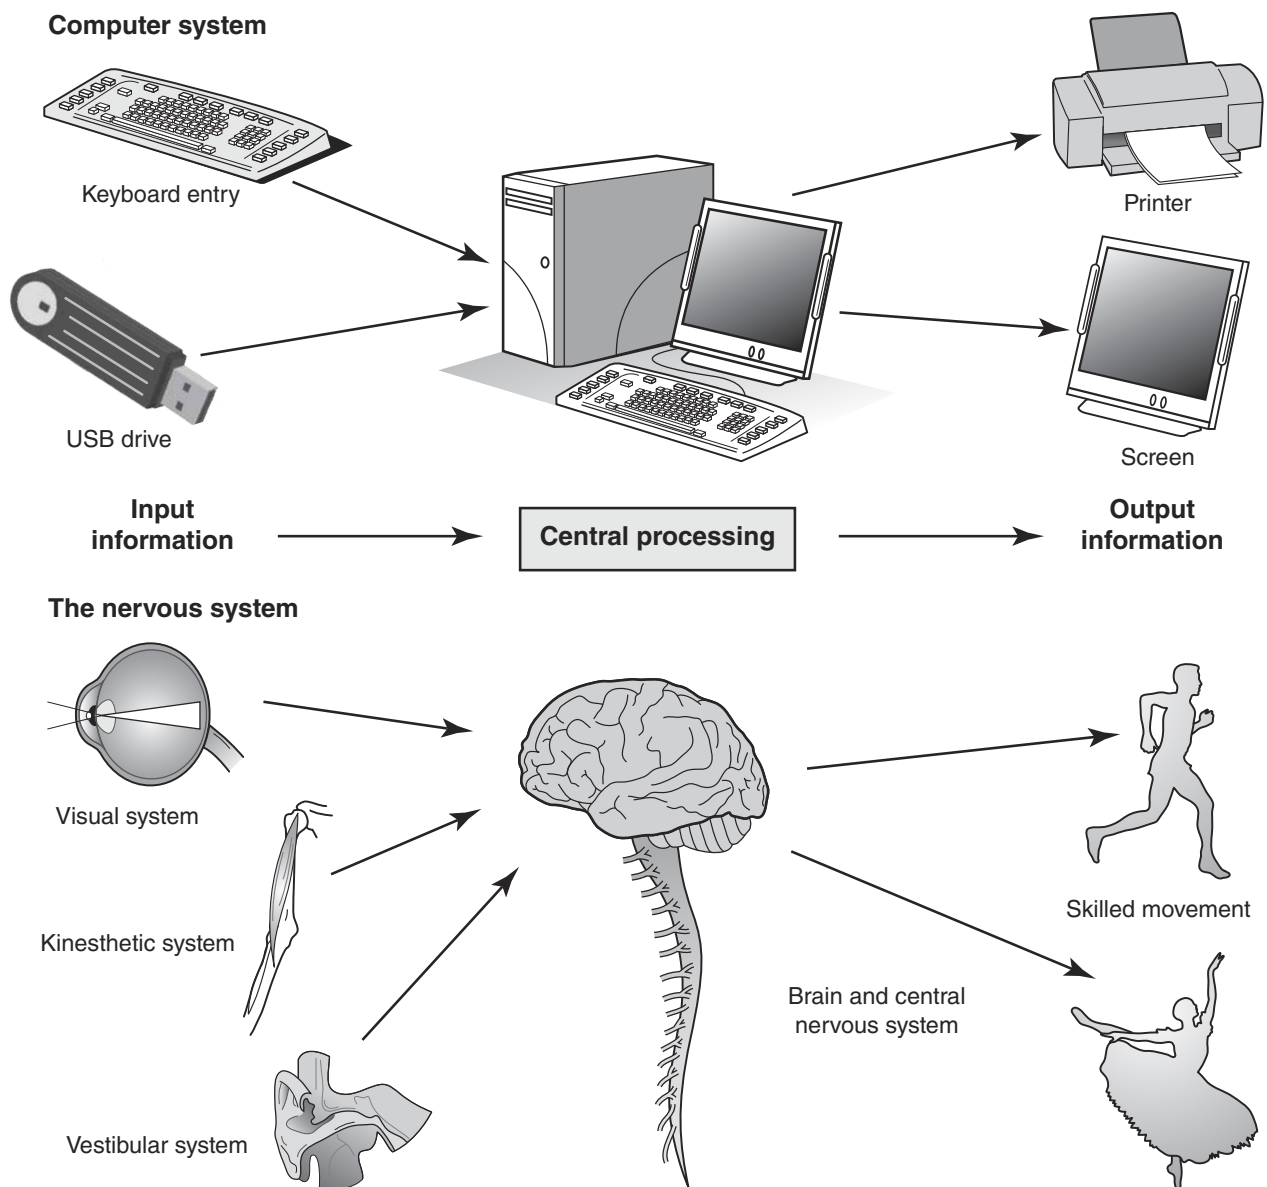 Computer system
Keyboard entry
Printer
USB drive
Screen
Input
information
Central processing
Output
information
The nervous system
Visual system
Skilled movement
Kinesthetic system
Brain and central
nervous system
Vestibular system